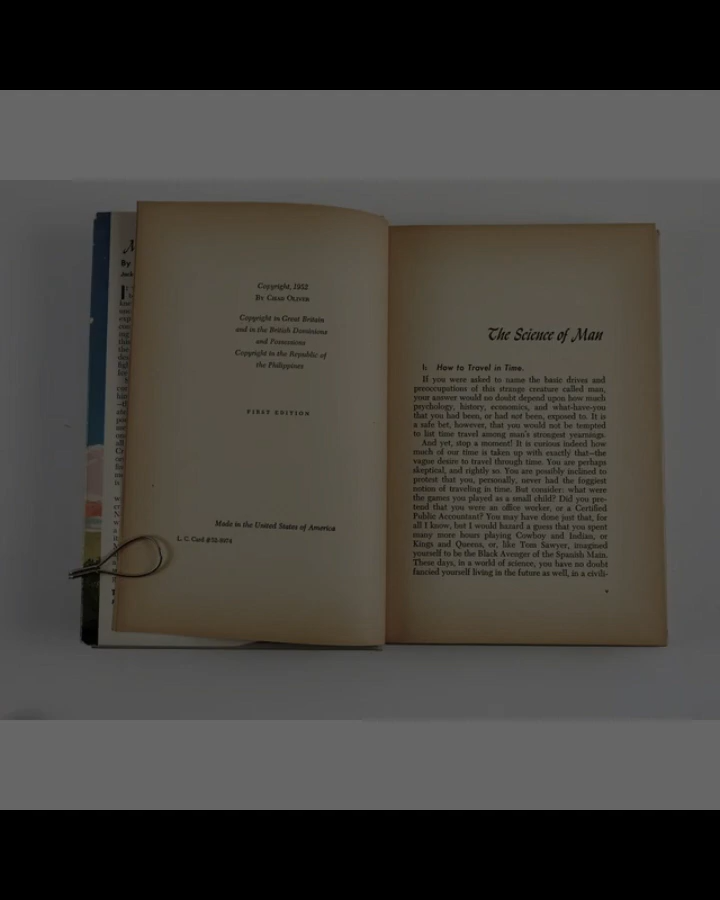 M
By
Copyright, 1952
By Chad Oliver
Copyright in Great Britain
and in the British Dominions
and Possessions
Copyright in the Republic of
the Philippines
FIRST EDITION
Made in the United States of America
L. C. Card #52-8974
The Science of Man
I: How to Travel in Time.
If you were asked to name the basic drives and
preoccupations of this strange creature called man,
your answer would no doubt depend upon how much
psychology, history, economics, and what-have-you
that you had been, or had not been, exposed to. It is
a safe bet, however, that you would not be tempted
to list time travel among man's strongest yearnings.
And yet, stop a moment! It is curious indeed how
much of our time is taken up with exactly that—the
vague desire to travel through time. You are perhaps
skeptical, and rightly so. You are possibly inclined to
protest that you, personally, never had the foggiest
notion of traveling in time. But consider: what were
the games you played as a small child? Did you pre-
tend that you were an office worker, or a Certified
Public Accountant? You may have done just that, for
all I know, but I would hazard a guess that you spent
many more hours playing Cowboy and Indian, or
Kings and Queens, or, like Tom Sawyer, imagined
yourself to be the Black Avenger of the Spanish Main.
These days, in a world of science, you have no doubt
fancied yourself living in the future as well, in a civili-